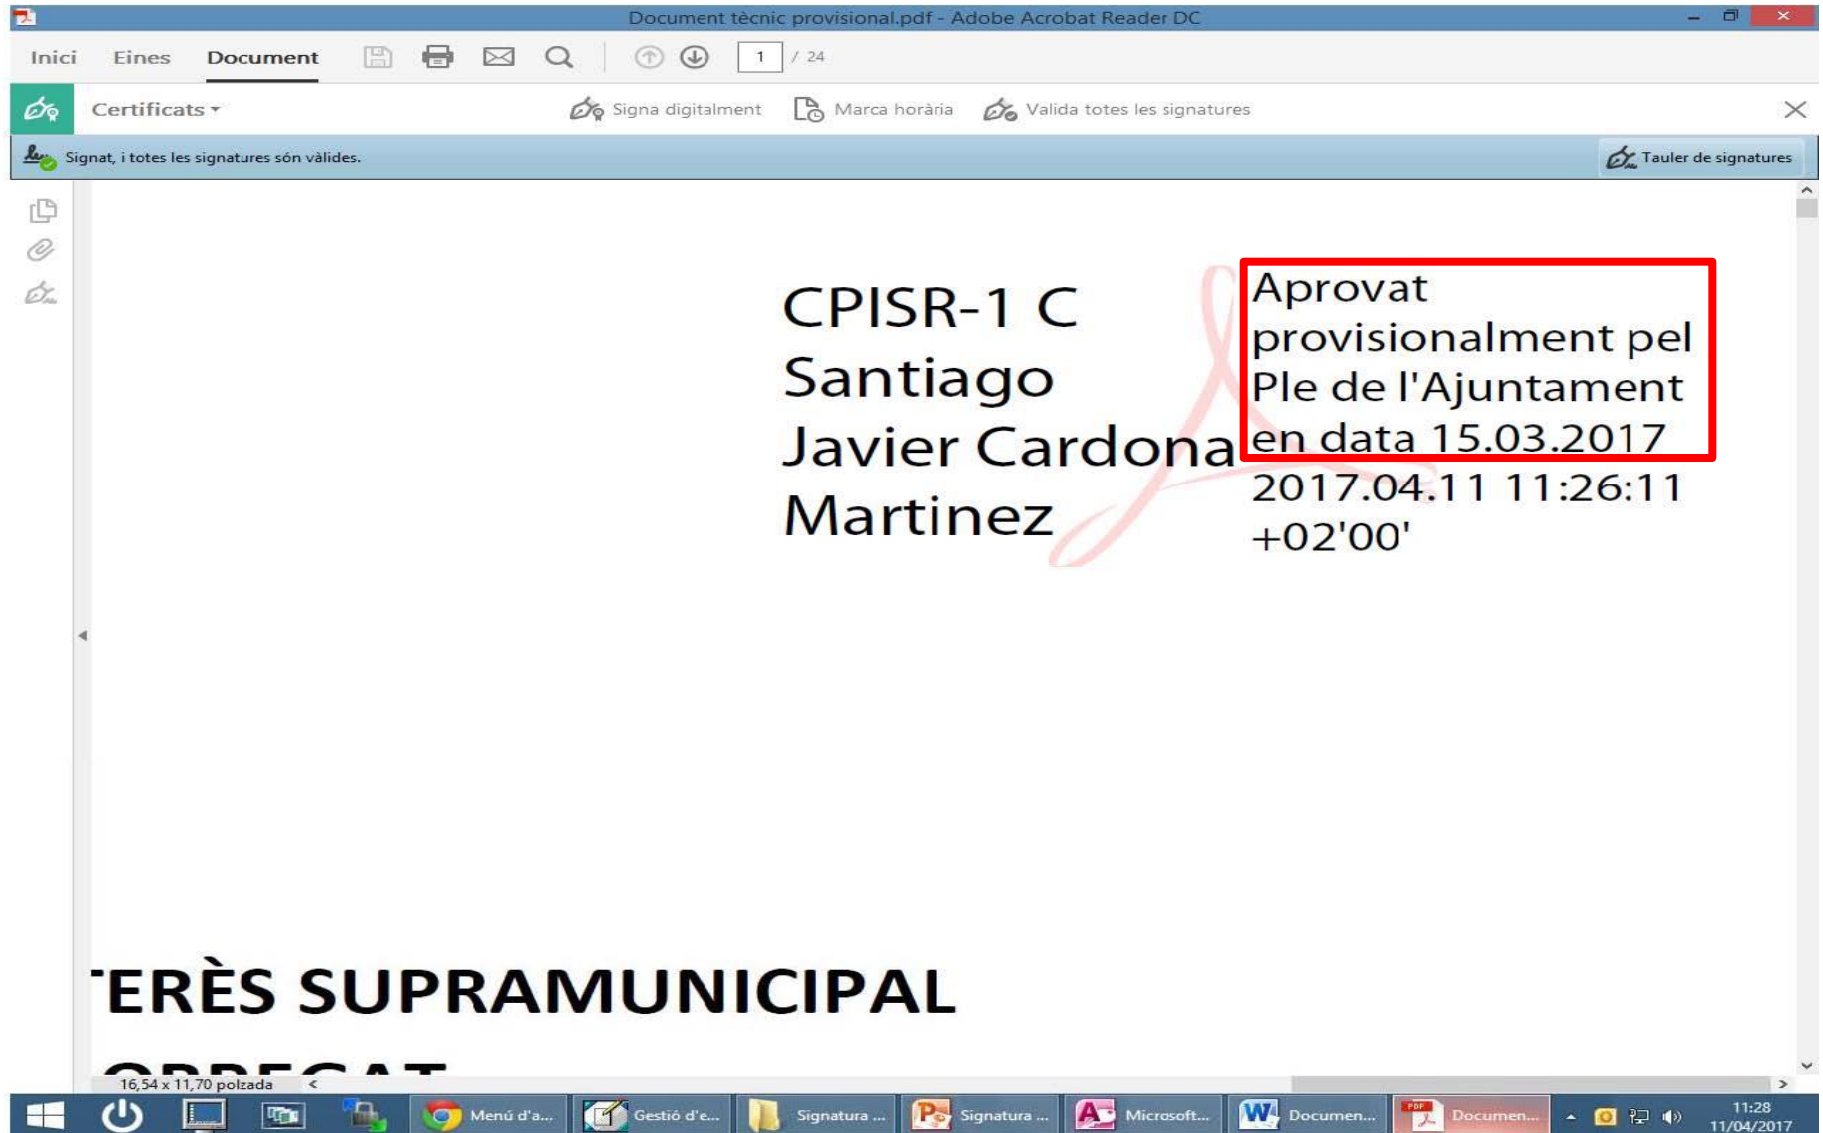 Document tècnic provisional.pdf - Adobe Acrobat Reader DC
Inici Eines Document 1 / 24
Certificats Signa digitalment Marca horària Valida totes les signatures
Signat, i totes les signatures són vàlides. Tauler de signatures
CPISR-1 C
Santiago
Javier Cardona
Martinez
Aprovat
provisionalment pel
Ple de l'Ajuntament
en data 15.03.2017
2017.04.11 11:26:11
+02'00'
TERÈS SUPRAMUNICIPAL
OBREGAT
16,54 x 11,70 polzada
Menú d'a... Gestió d'e... Signatura ... Signatura ... Microsoft... Documen... Documen... 11:28
11/04/2017